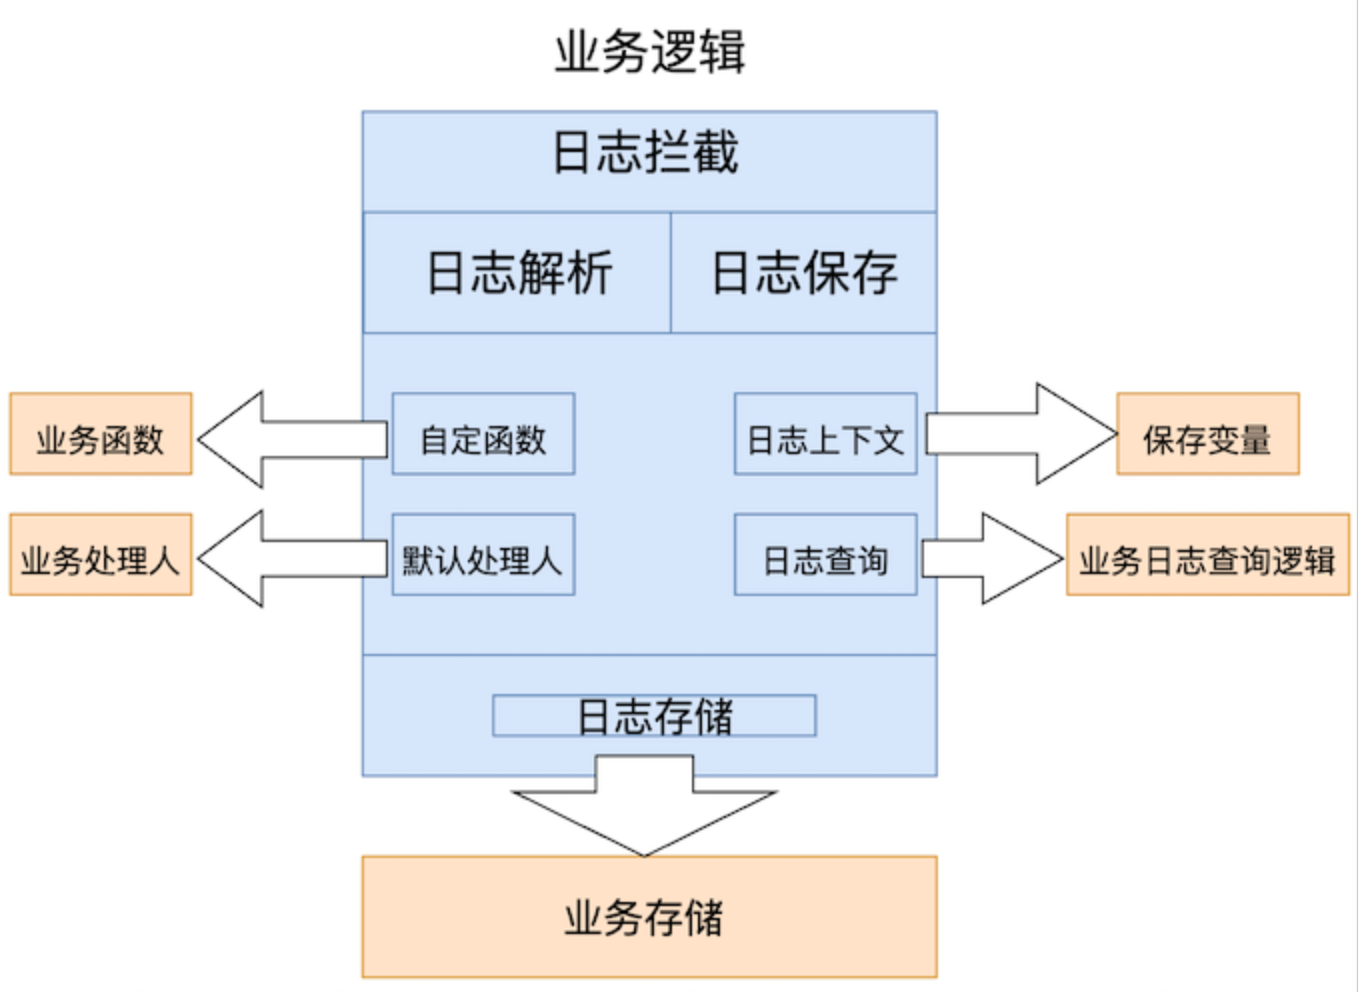 业务逻辑
日志拦截
日志解析
日志保存
业务函数
自定函数
日志上下文
保存变量
业务处理人
默认处理人
日志查询
业务日志查询逻辑
日志存储
业务存储